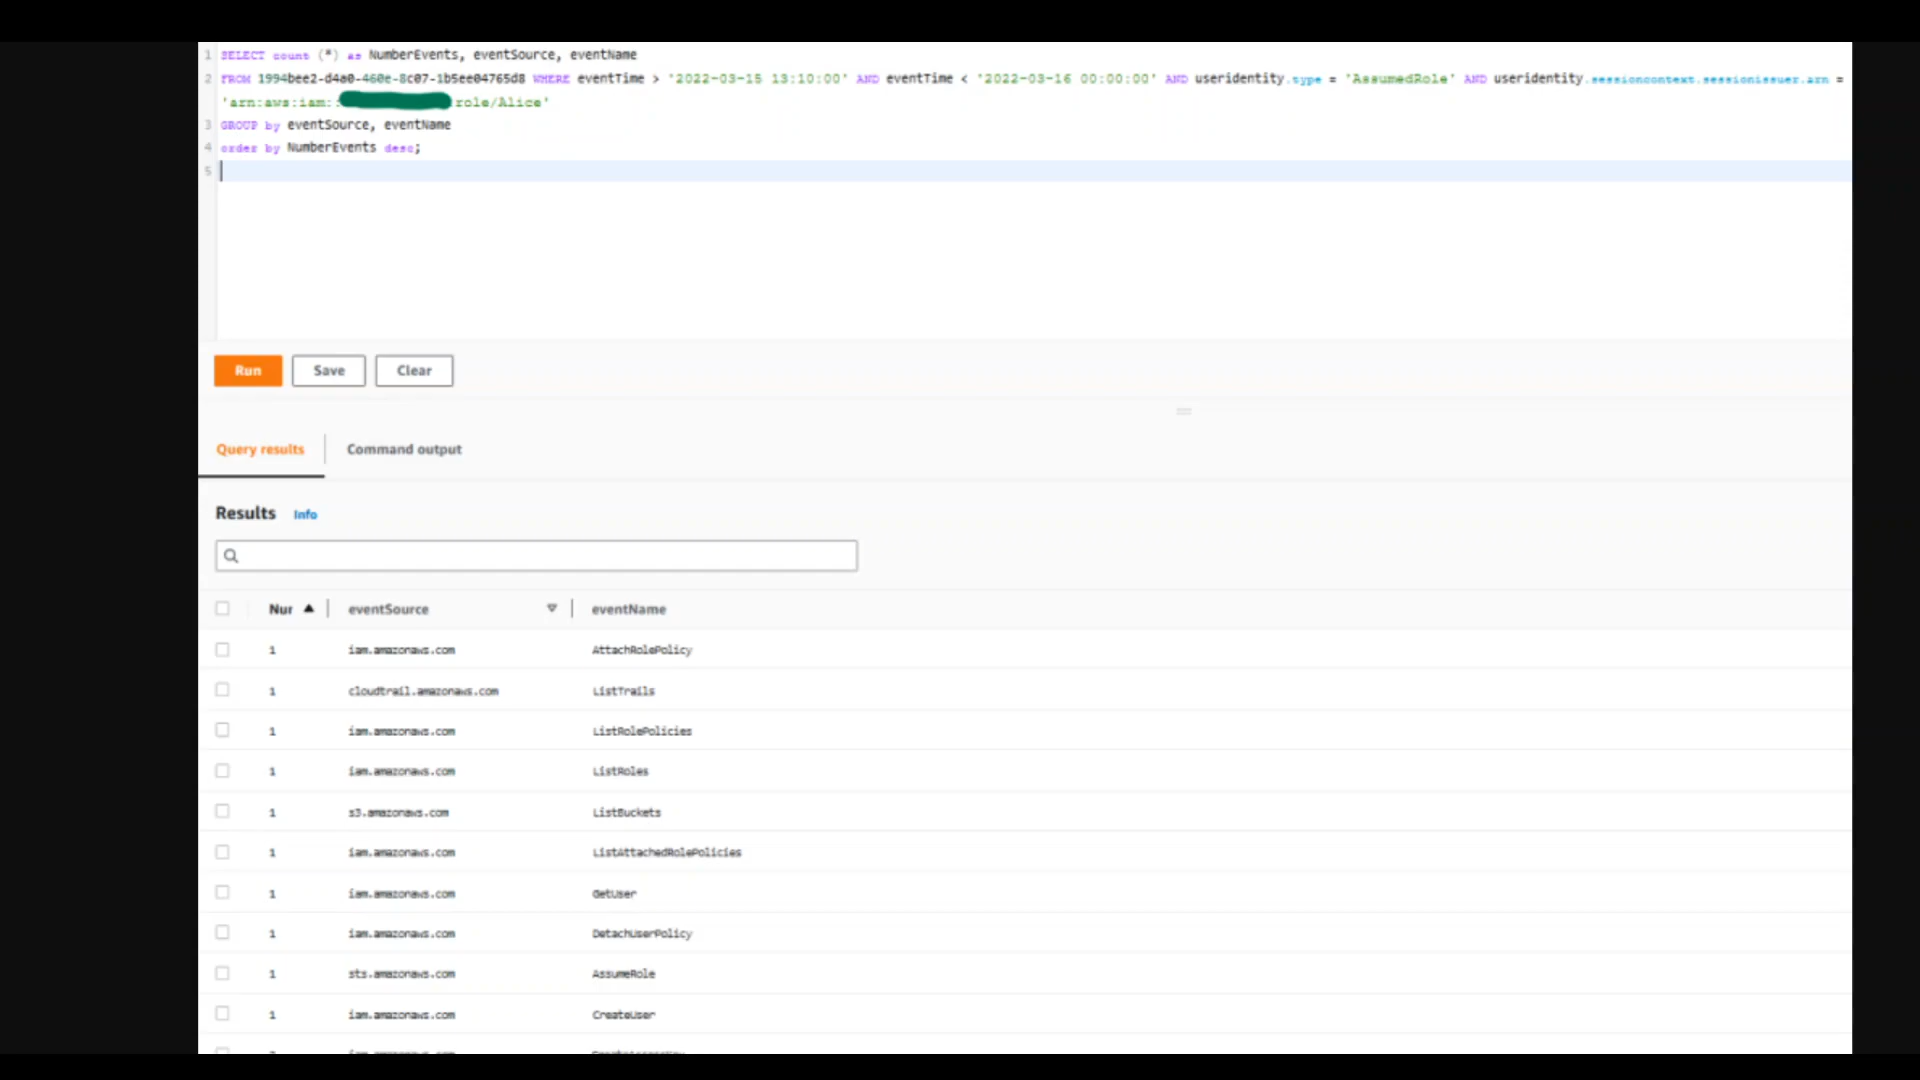 1 SELECT count (*) as NumberEvents, eventSource, eventName
2 FROM 1994bee2-d4a0-460e-8c07-1b5ee04765d8 WHERE eventTime > '2022-03-15 13:10:00' AND eventTime < '2022-03-16 00:00:00' AND useridentity.type = 'AssumedRole' AND useridentity.sessioncontext.sessionissuer.arn =
'arn:aws:iam: role/Alice'
3 GROUP by eventSource, eventName
4 order by NumberEvents desc;
5
Run Save Clear
Query results Command output
Results Info
Nur eventSource eventName
1 iam.amazonaws.com AttachRolePolicy
1 cloudtrail.amazonaws.com ListTrails
1 iam.amazonaws.com ListRolePolicies
1 iam.amazonaws.com ListRoles
1 s3.amazonaws.com ListBuckets
1 iam.amazonaws.com ListAttachedRolePolicies
1 iam.amazonaws.com GetUser
1 iam.amazonaws.com DetachUserPolicy
1 sts.amazonaws.com AssumeRole
1 iam.amazonaws.com CreateUser